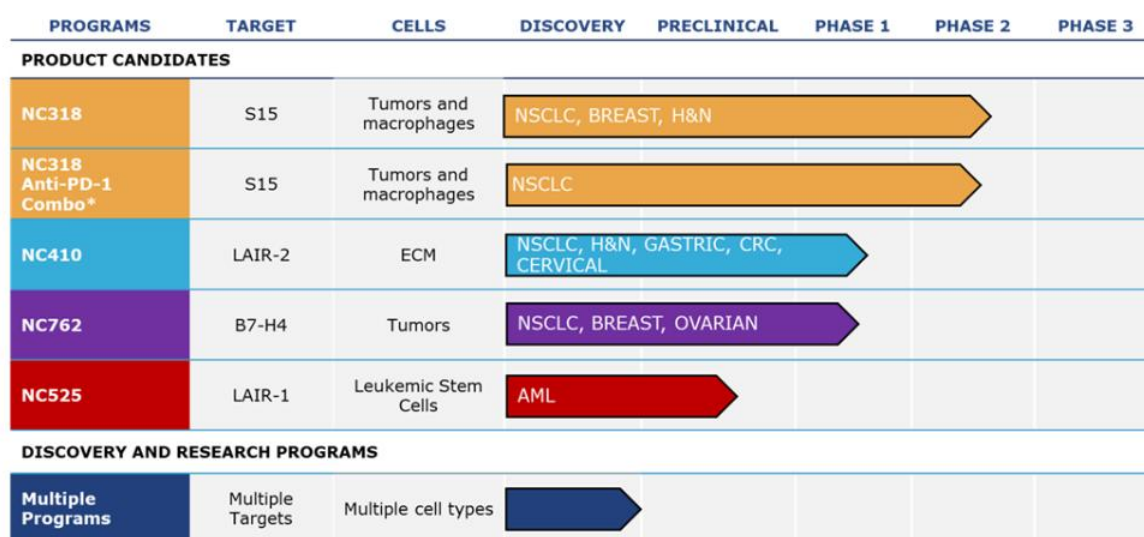 PROGRAMS TARGET CELLS DISCOVERY PRECLINICAL PHASE 1 PHASE 2 PHASE 3
PRODUCT CANDIDATES
NC318 S15 Tumors and macrophages NSCLC, BREAST, H&N
NC318 Anti-PD-1 Combo* S15 Tumors and macrophages NSCLC
NC410 LAIR-2 ECM NSCLC, H&N, GASTRIC, CRC, CERVICAL
NC762 B7-H4 Tumors NSCLC, BREAST, OVARIAN
NC525 LAIR-1 Leukemic Stem Cells AML
DISCOVERY AND RESEARCH PROGRAMS
Multiple Programs Multiple Targets Multiple cell types